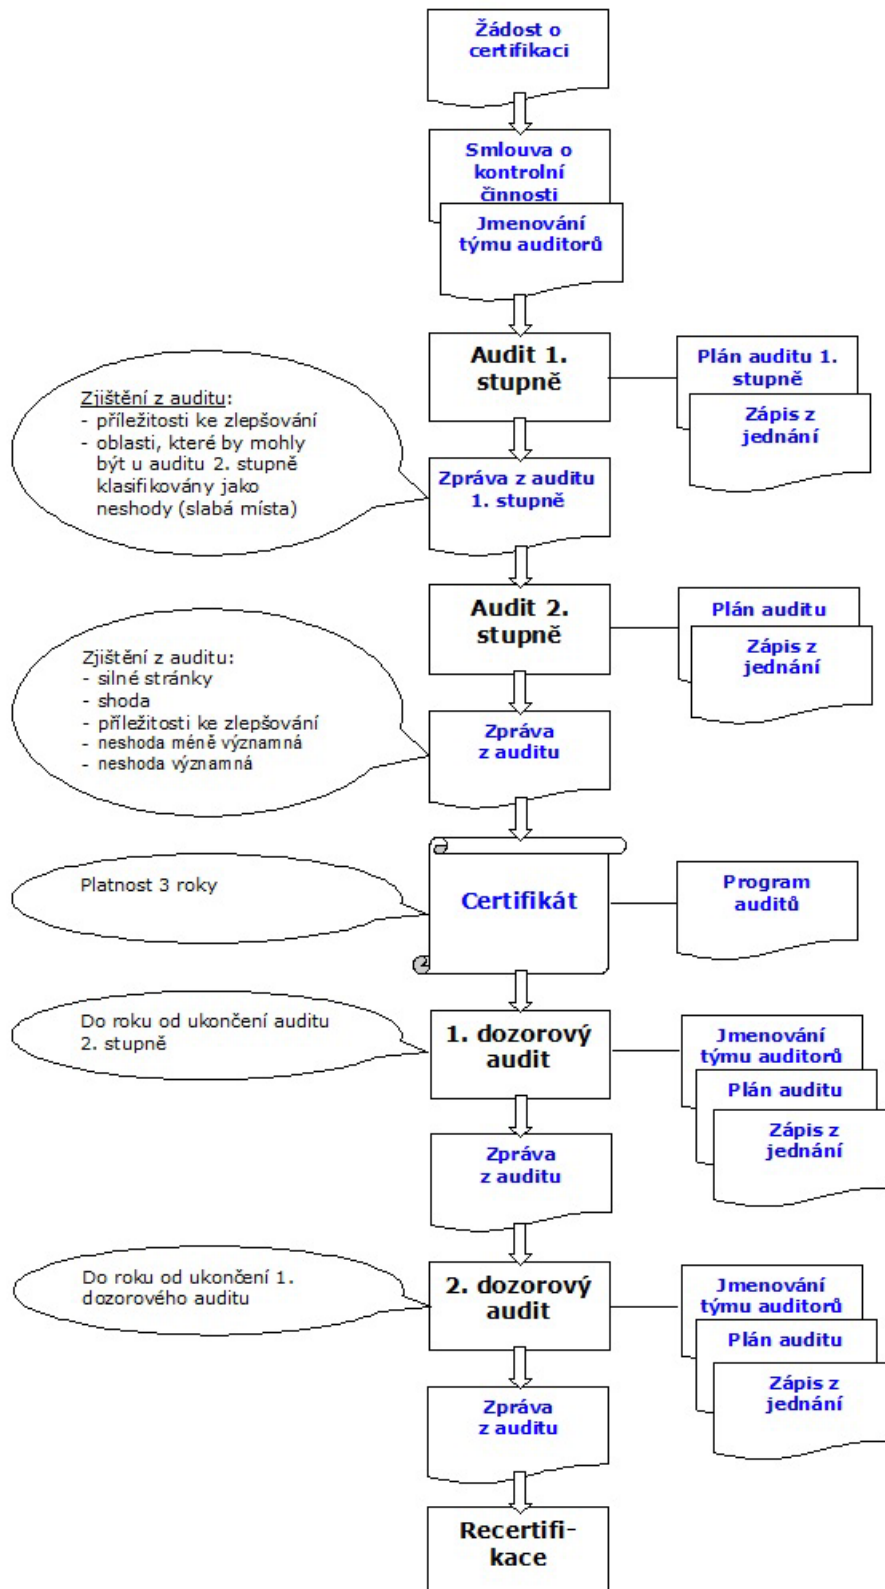 Žádost o
certifikaci
Smlouva o
kontrolní
činnosti
Jmenování
týmu auditorů
Audit 1.
stupně
Plán auditu 1.
stupně
Zápis z
jednání
Zjištění z auditu:
- příležitosti ke zlepšování
- oblasti, které by mohly
být u auditu 2. stupně
klasifikovány jako
neshody (slabá místa)
Zpráva z auditu
1. stupně
Audit 2.
stupně
Plán auditu
Zápis z
jednání
Zjištění z auditu:
- silné stránky
- shoda
- příležitosti ke zlepšování
- neshoda méně významná
- neshoda významná
Zpráva
z auditu
Platnost 3 roky
Certifikát
Program
auditů
Do roku od ukončení auditu
2. stupně
1. dozorový
audit
Jmenování
týmu auditorů
Plán auditu
Zápis z
jednání
Zpráva
z auditu
Do roku od ukončení 1.
dozorového auditu
2. dozorový
audit
Jmenování
týmu auditorů
Plán auditu
Zápis z
jednání
Zpráva
z auditu
Recertifi-
kace